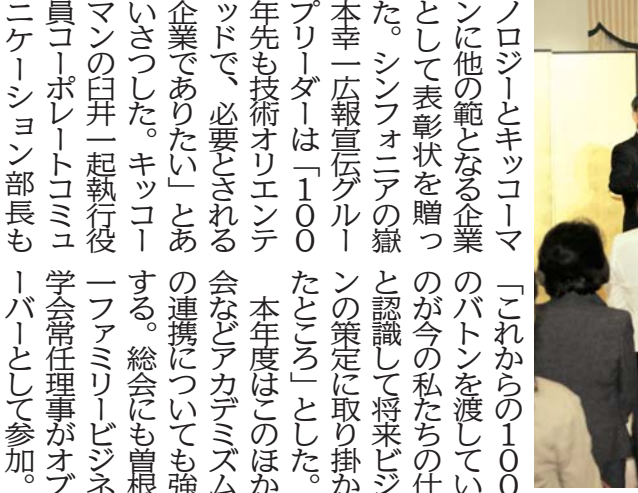 ノロジーとキッコーマ
ンに他の範となる企業
として表彰状を贈っ
た。シンフォニアの嶽
本幸一広報宣伝グルー
プリーダーは「１００
年先も技術オリエンテ
ッドで、必要とされる
企業でありたい」とあ
いさつした。キッコー
マンの臼井一起執行役
員コーポレートコミュ
ニケーション部長も
「これからの１００
のバトンを渡してい
のが今の私たちの仕
と認識して将来ビジ
ンの策定に取り掛か
たところ」とした。
　本年度はこのほか
会などアカデミズム
の連携についても強
する。総会にも曽根
一ファミリービジネ
学会常任理事がオブ
ーバーとして参加。